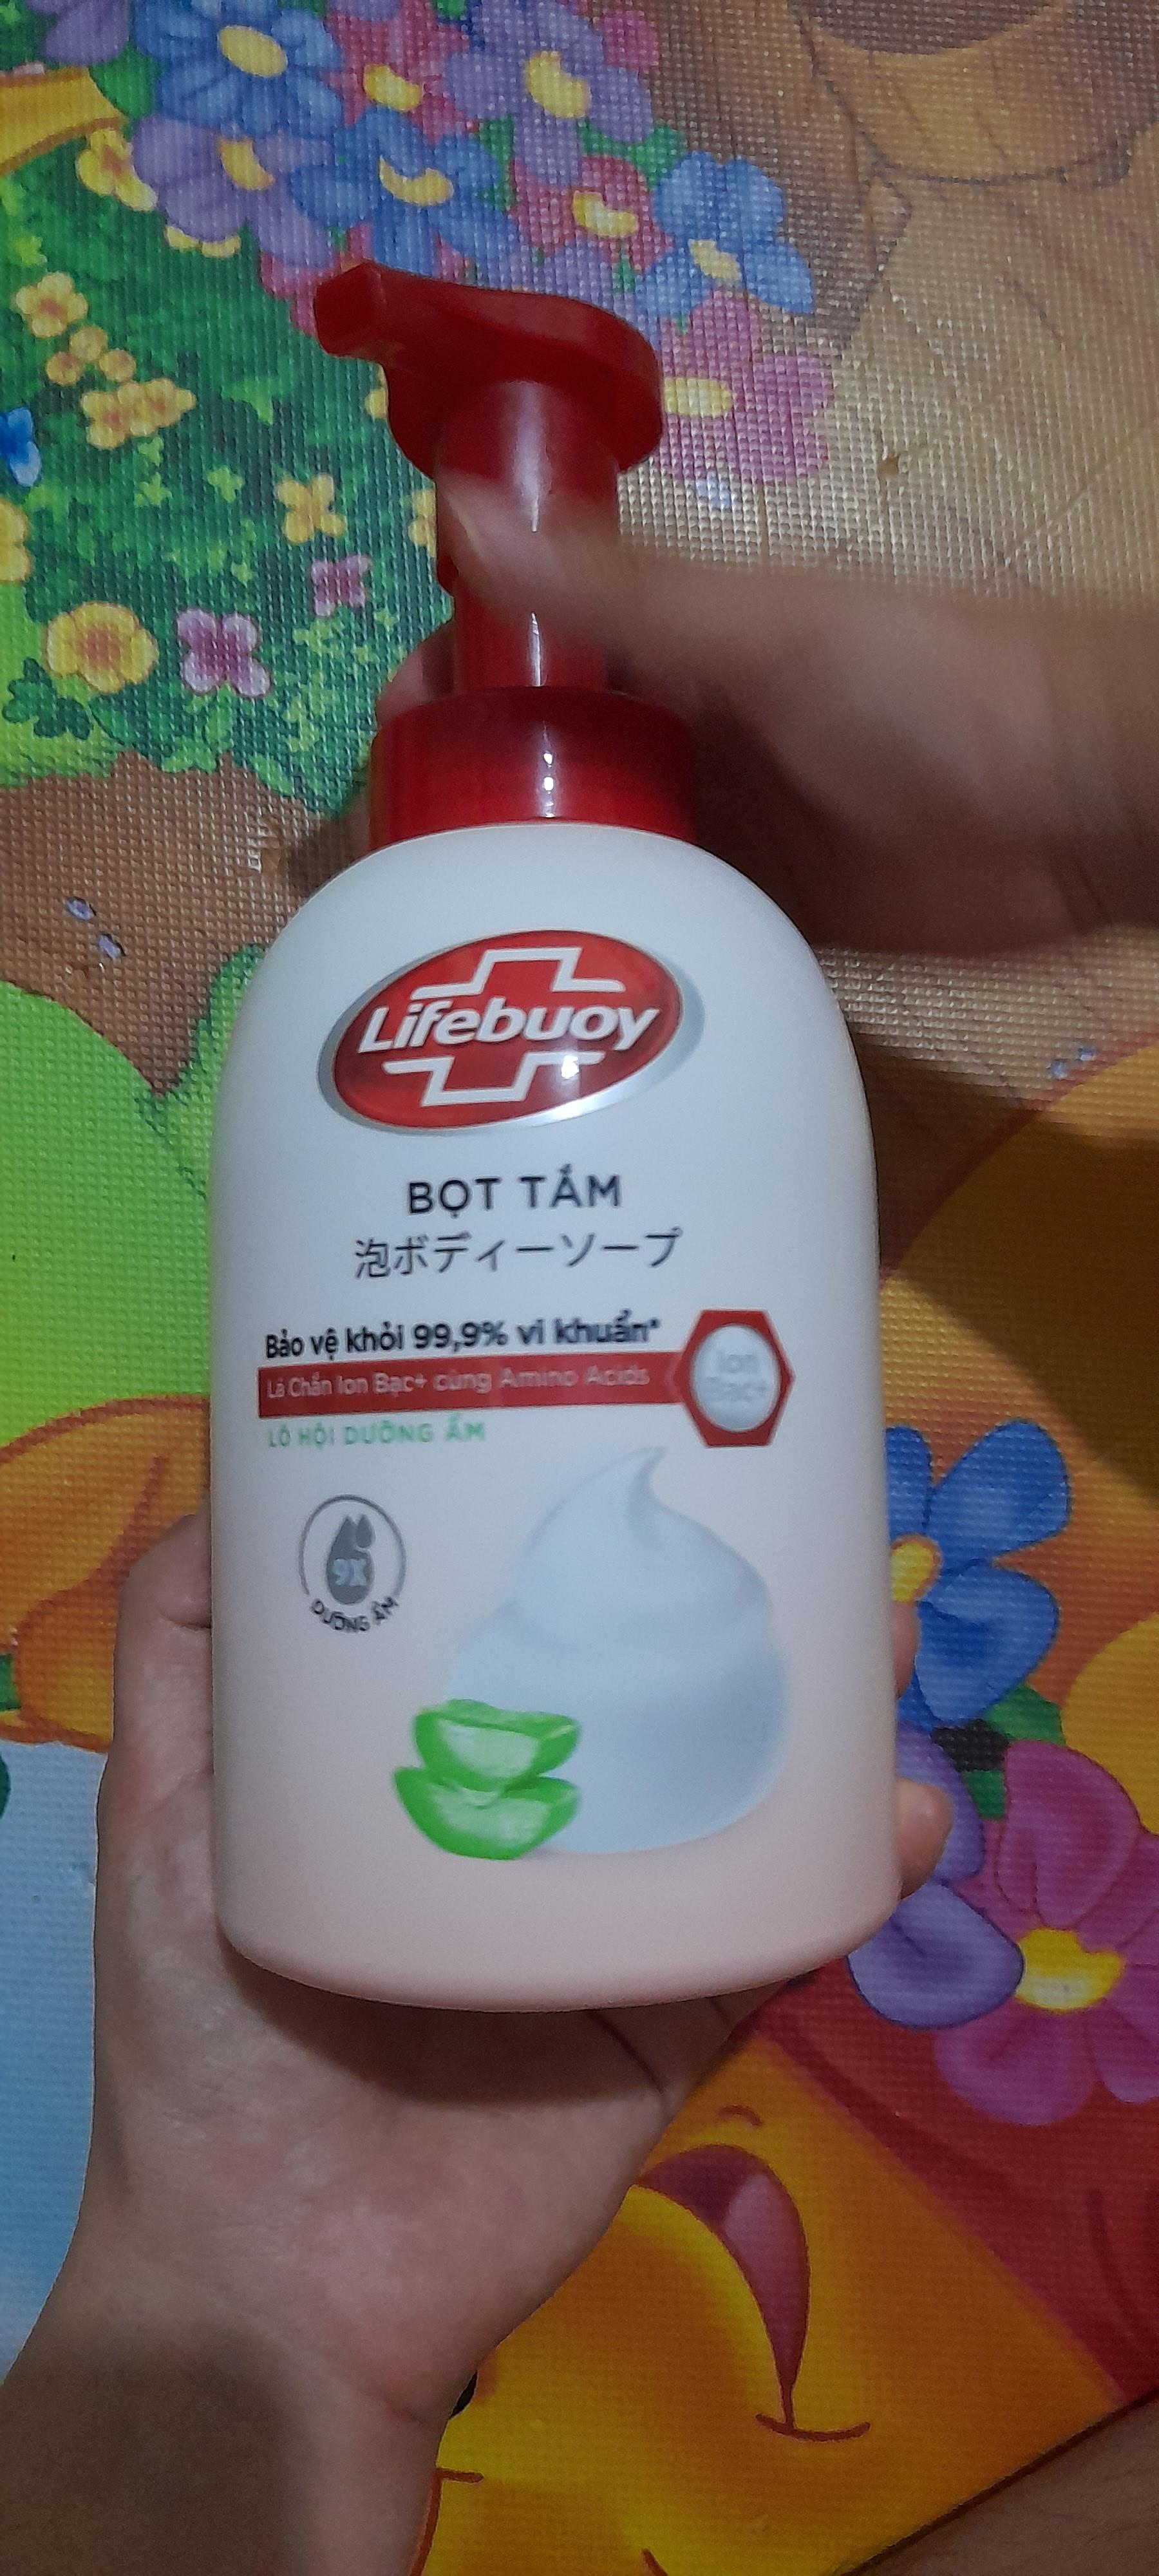 Lifebuoy
BỌT TẮM
泡ボディーソープ
Bảo vệ khỏi 99,9% vi khuẩn*
Lá Chắn Ion Bạc+ cùng Amino Acids
Ion
Bạc+
LÔ HỘI DƯỠNG ẨM
9X
DƯỠNG ẨM